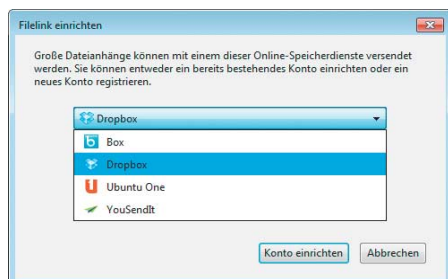 Filelink einrichten
Große Dateianhänge können mit einem dieser Online-Speicherdienste versendet
werden. Sie können entweder ein bereits bestehendes Konto einrichten oder ein
neues Konto registrieren.
Dropbox
Box
Dropbox
Ubuntu One
YouSendIt
Konto einrichten
Abbrechen